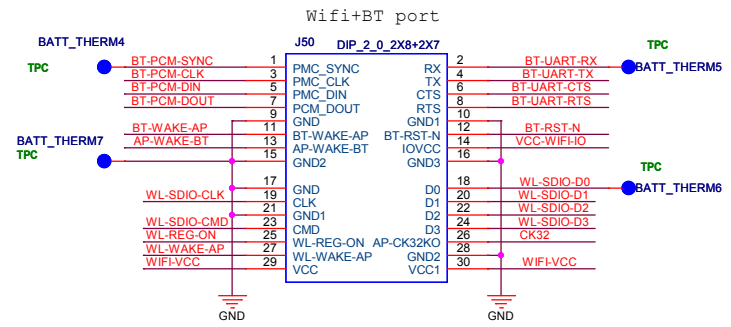 Wifi+BT port
J50 DIP_2_0_2X8+2X7
BATT_THERM4
TPC
BT-PCM-SYNC 1 PMC_SYNC RX 2 BT-UART-RX
TPC
BATT_THERM5
BT-PCM-CLK 3 PMC_CLK TX 4 BT-UART-TX
BT-PCM-DIN 5 PMC_DIN CTS 6 BT-UART-CTS
BT-PCM-DOUT 7 PCM_DOUT RTS 8 BT-UART-RTS
9 GND GND1 10
BT-WAKE-AP 11 BT-WAKE-AP BT-RST-N 12 BT-RST-N
BATT_THERM7
TPC
AP-WAKE-BT 13 AP-WAKE-BT IOVCC 14 VCC-WIFI-IO
15 GND2 GND3 16
TPC
17 GND D0 18 WL-SDIO-D0
BATT_THERM6
WL-SDIO-CLK 19 CLK D1 20 WL-SDIO-D1
21 GND1 D2 22 WL-SDIO-D2
WL-SDIO-CMD 23 CMD D3 24 WL-SDIO-D3
WL-REG-ON 25 WL-REG-ON AP-CK32KO 26 CK32
WL-WAKE-AP 27 WL-WAKE-AP GND2 28
WIFI-VCC 29 VCC VCC1 30 WIFI-VCC
GND GND